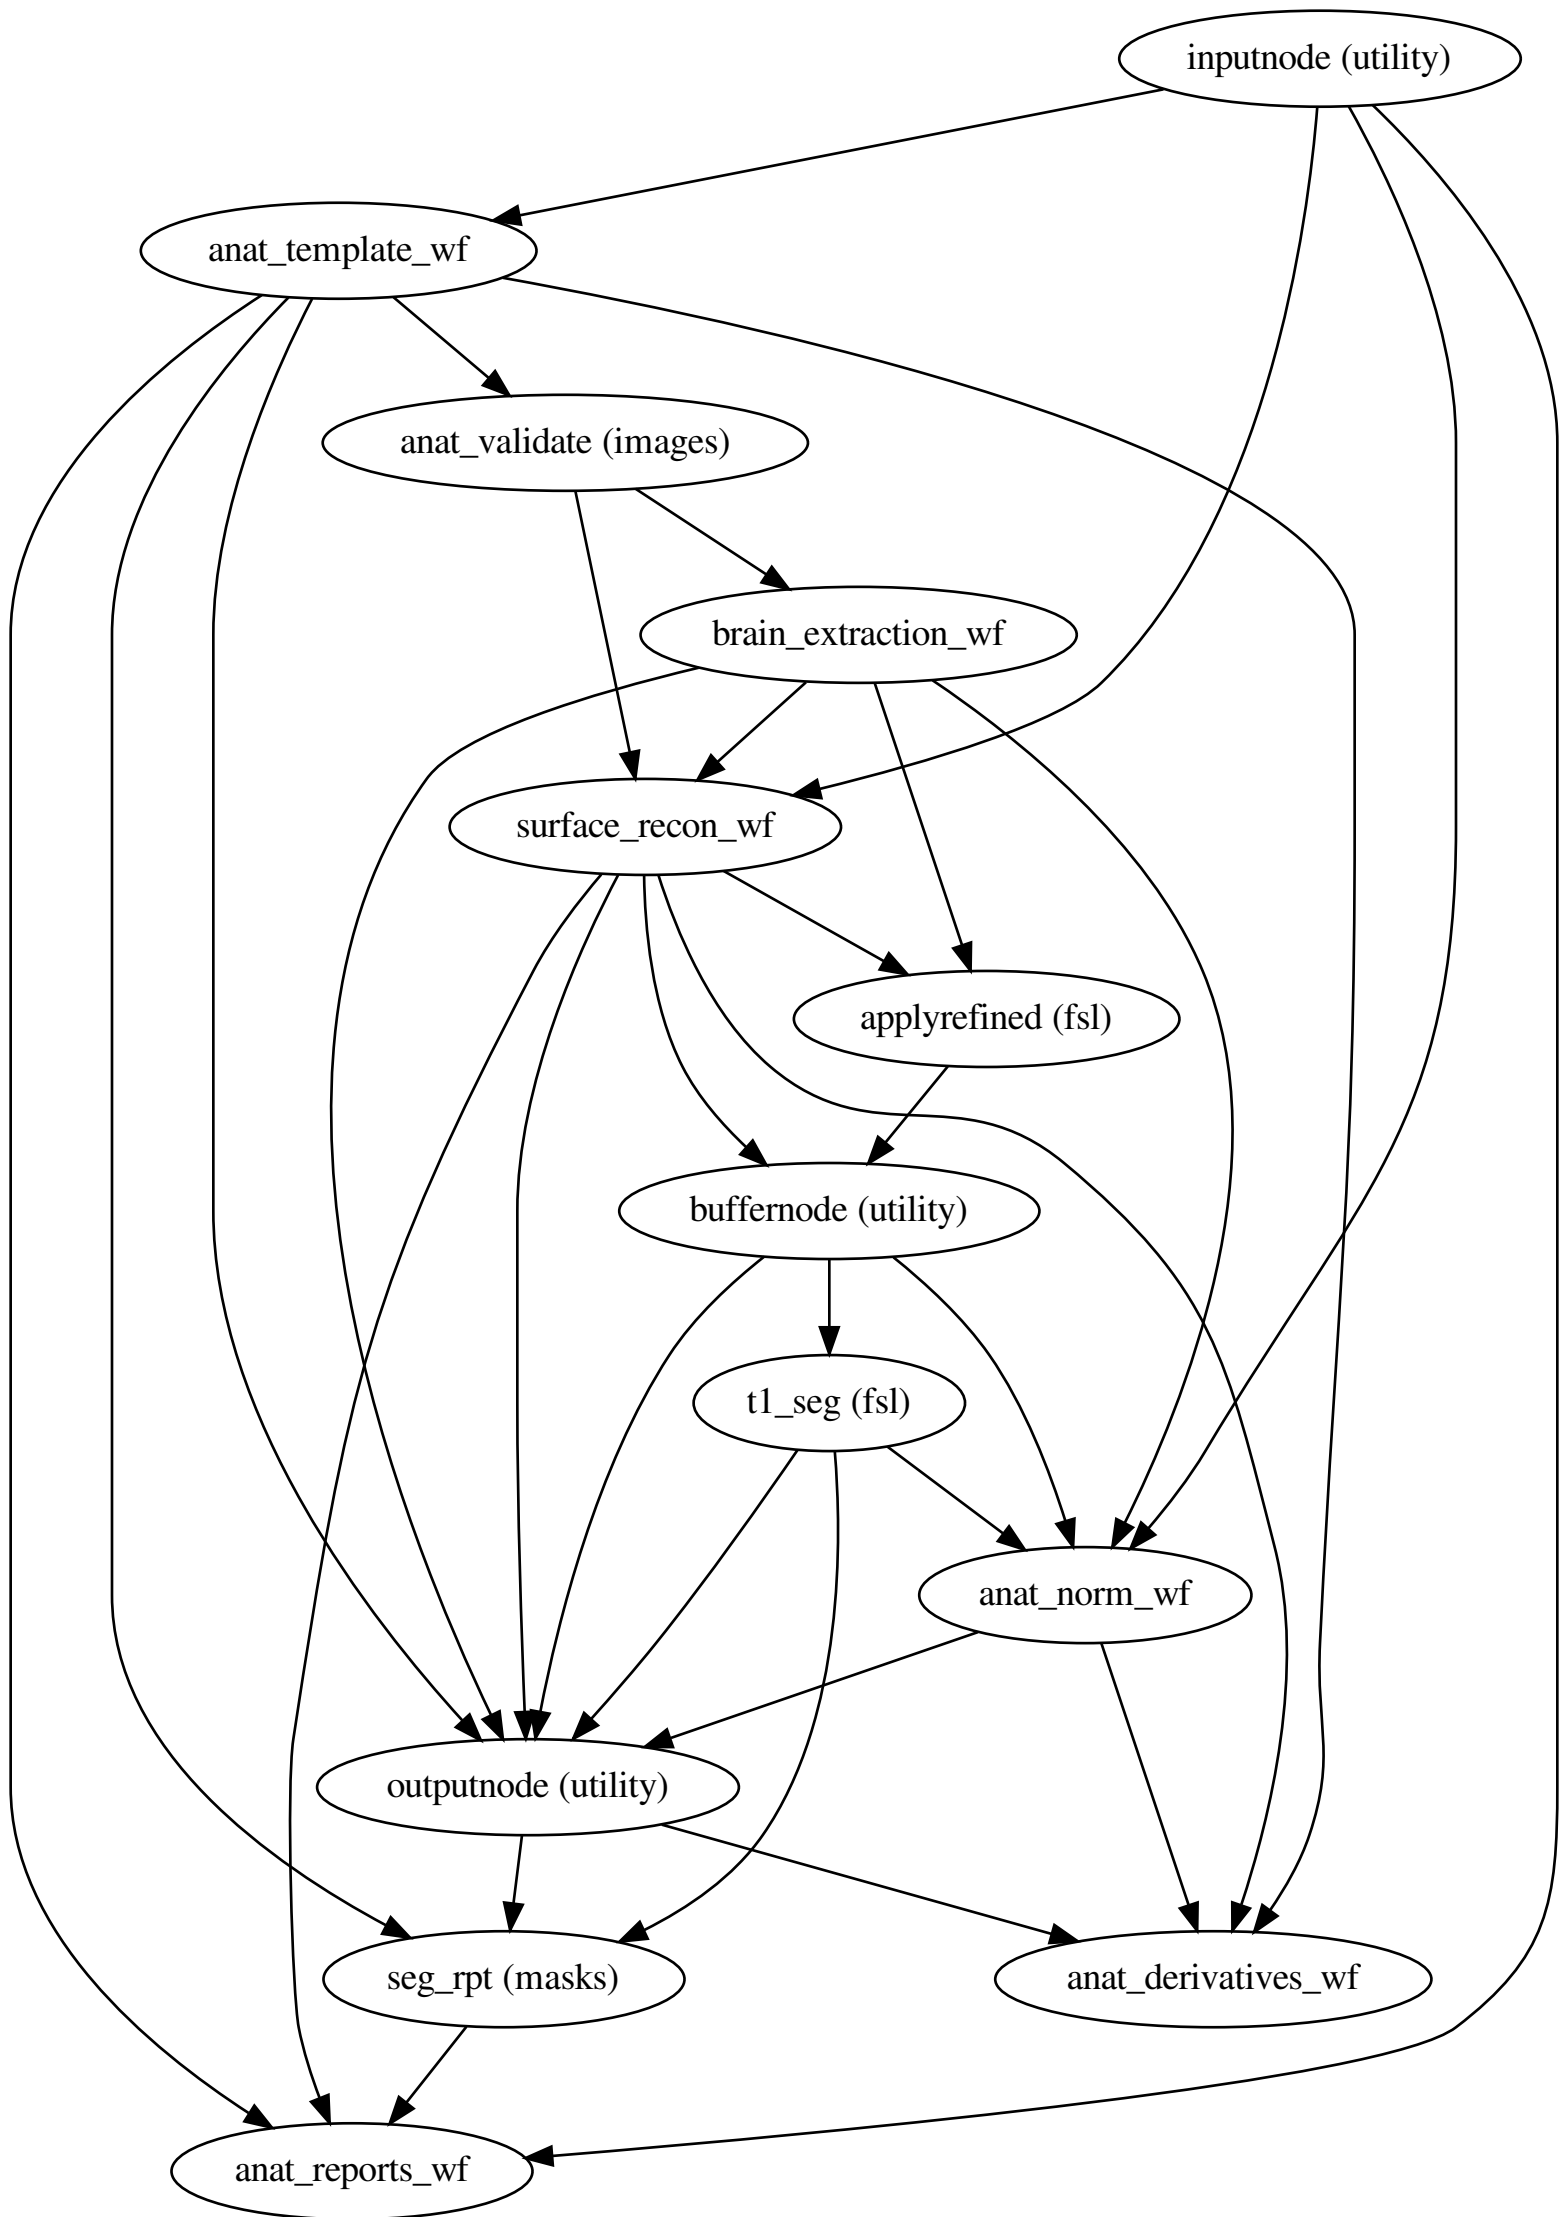 inputnode (utility)
anat_template_wf
anat_validate (images)
brain_extraction_wf
surface_recon_wf
applyrefined (fsl)
buffernode (utility)
t1_seg (fsl)
anat_norm_wf
outputnode (utility)
seg_rpt (masks)
anat_derivatives_wf
anat_reports_wf